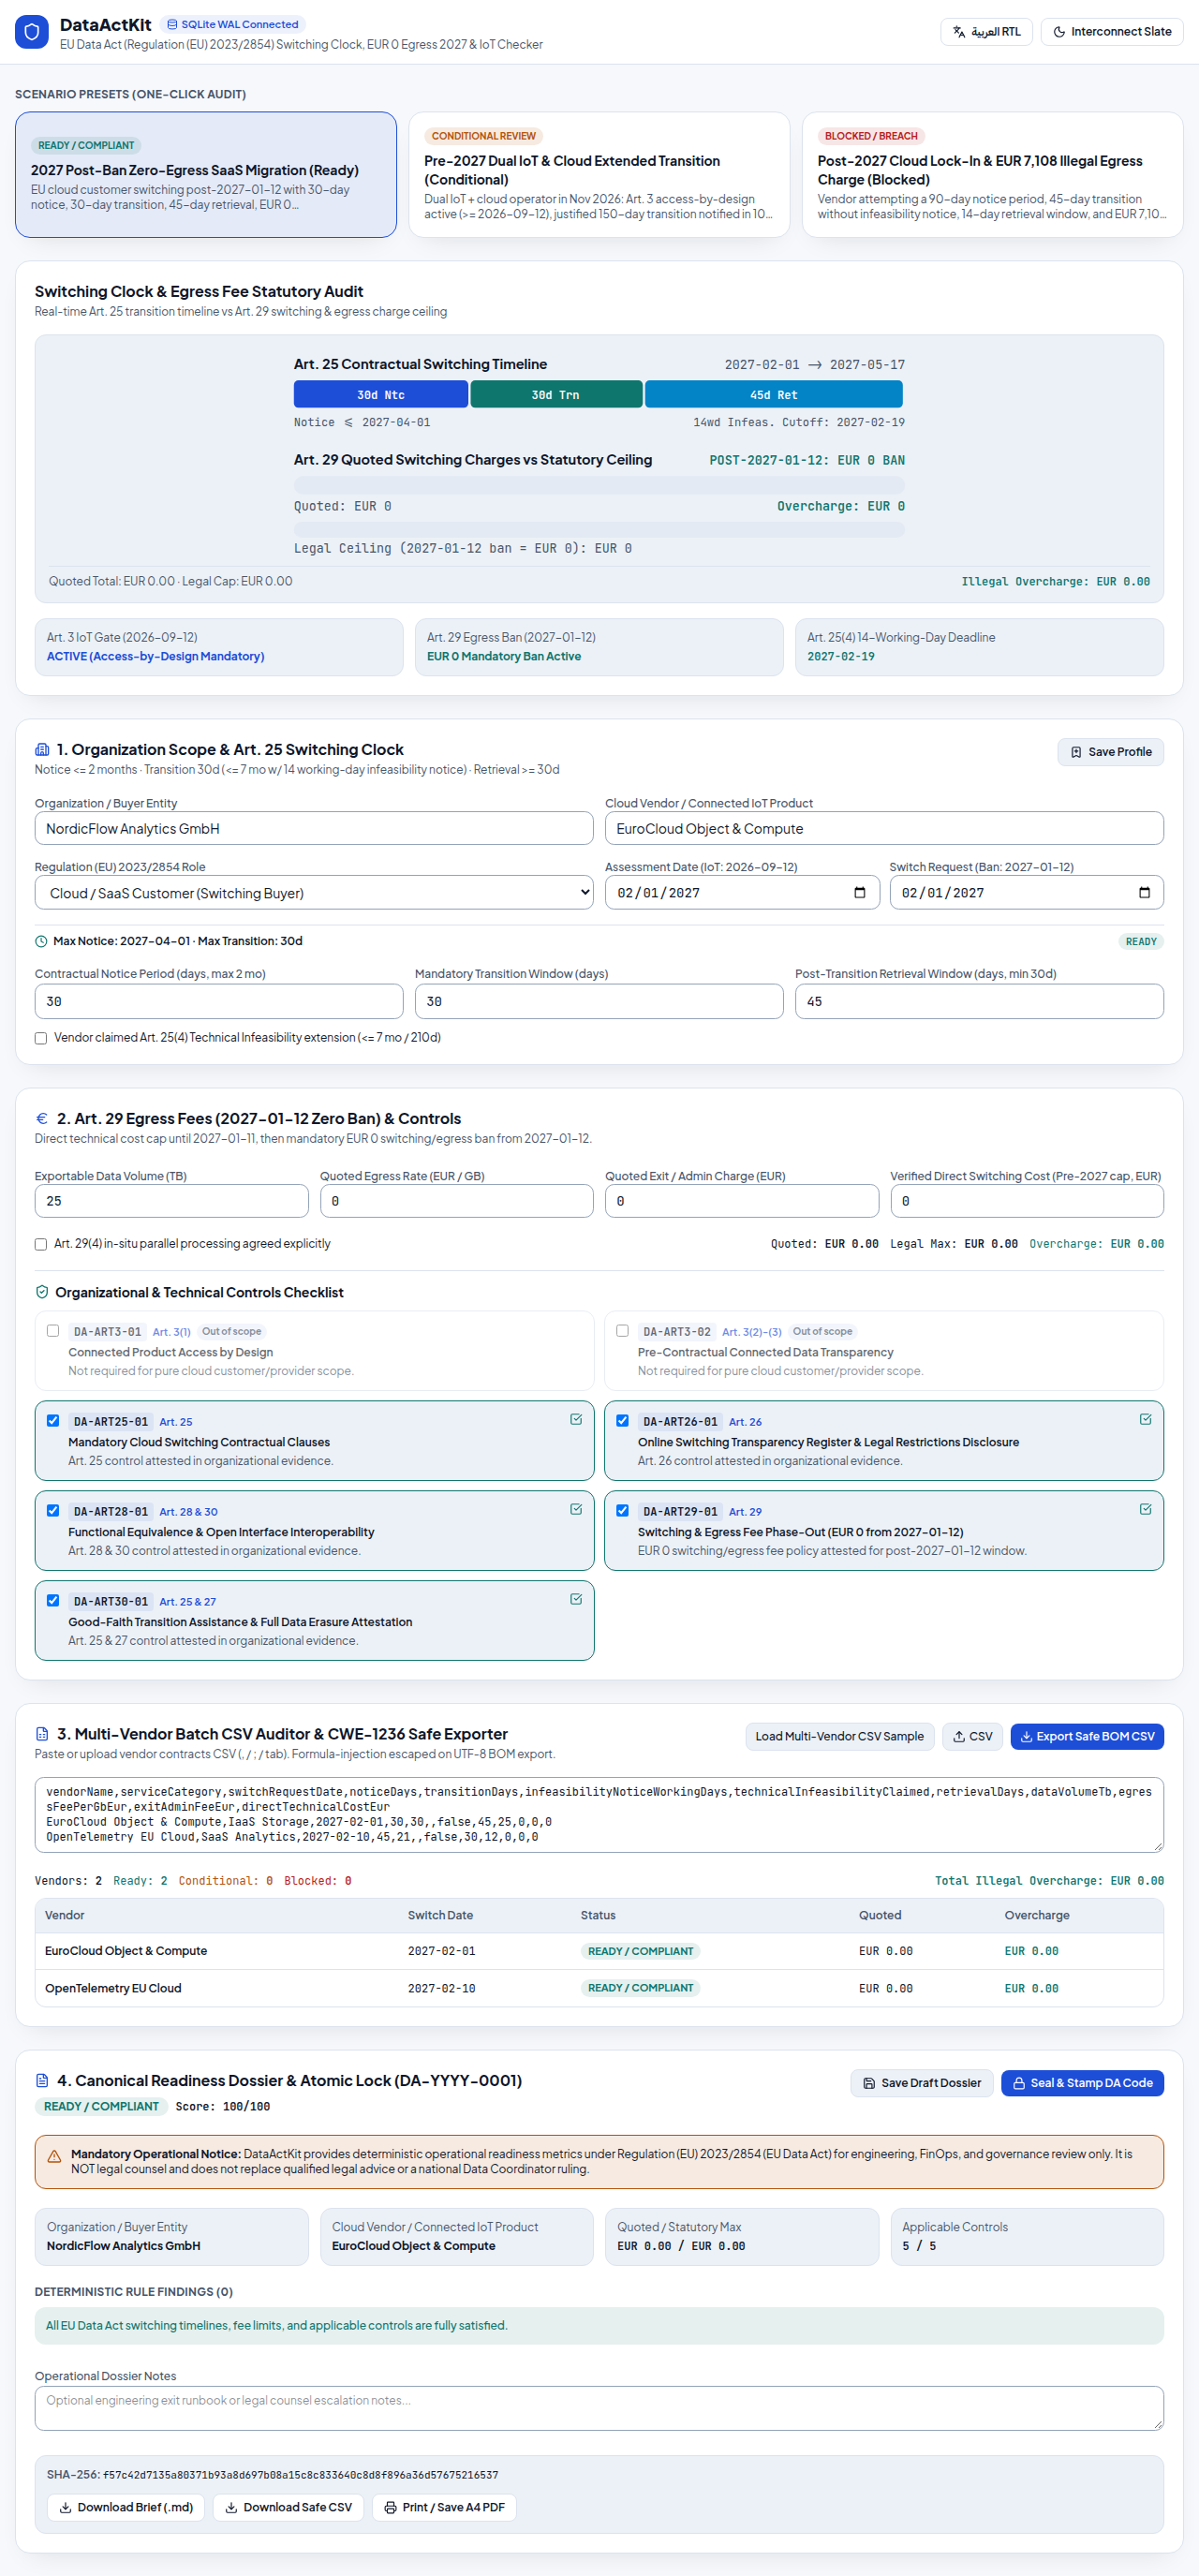 DataActKit
SQLite WAL Connected
EU Data Act (Regulation (EU) 2023/2854) Switching Clock, EUR 0 Egress 2027 & IoT Checker
العربية RTL
Interconnect Slate
SCENARIO PRESETS (ONE-CLICK AUDIT)
READY / COMPLIANT
2027 Post-Ban Zero-Egress SaaS Migration (Ready)
EU cloud customer switching post-2027-01-12 with 30-day
notice, 30-day transition, 45-day retrieval, EUR 0...
CONDITIONAL REVIEW
Pre-2027 Dual IoT & Cloud Extended Transition
(Conditional)
Dual IoT + cloud operator in Nov 2026: Art. 3 access-by-design
active (>= 2026-09-12), justified 150-day transition notified in 10...
BLOCKED / BREACH
Post-2027 Cloud Lock-In & EUR 7,108 Illegal Egress
Charge (Blocked)
Vendor attempting a 90-day notice period, 45-day transition
without infeasibility notice, 14-day retrieval window, and EUR 7,10...
Switching Clock & Egress Fee Statutory Audit
Real-time Art. 25 transition timeline vs Art. 29 switching & egress charge ceiling
Art. 25 Contractual Switching Timeline
2027-02-01 → 2027-05-17
30d Ntc
30d Trn
45d Ret
Notice ≤ 2027-04-01
14wd Infeas. Cutoff: 2027-02-19
Art. 29 Quoted Switching Charges vs Statutory Ceiling
POST-2027-01-12: EUR 0 BAN
Quoted: EUR 0
Overcharge: EUR 0
Legal Ceiling (2027-01-12 ban = EUR 0): EUR 0
Quoted Total: EUR 0.00 · Legal Cap: EUR 0.00
Illegal Overcharge: EUR 0.00
Art. 3 IoT Gate (2026-09-12)
ACTIVE (Access-by-Design Mandatory)
Art. 29 Egress Ban (2027-01-12)
EUR 0 Mandatory Ban Active
Art. 25(4) 14-Working-Day Deadline
2027-02-19
1. Organization Scope & Art. 25 Switching Clock
Notice <= 2 months · Transition 30d (<= 7 mo w/ 14 working-day infeasibility notice) · Retrieval >= 30d
Save Profile
Organization / Buyer Entity
NordicFlow Analytics GmbH
Cloud Vendor / Connected IoT Product
EuroCloud Object & Compute
Regulation (EU) 2023/2854 Role
Cloud / SaaS Customer (Switching Buyer)
Assessment Date (IoT: 2026-09-12)
02/01/2027
Switch Request (Ban: 2027-01-12)
02/01/2027
Max Notice: 2027-04-01 · Max Transition: 30d
READY
Contractual Notice Period (days, max 2 mo)
30
Mandatory Transition Window (days)
30
Post-Transition Retrieval Window (days, min 30d)
45
Vendor claimed Art. 25(4) Technical Infeasibility extension (<= 7 mo / 210d)
2. Art. 29 Egress Fees (2027-01-12 Zero Ban) & Controls
Direct technical cost cap until 2027-01-11, then mandatory EUR 0 switching/egress ban from 2027-01-12.
Exportable Data Volume (TB)
25
Quoted Egress Rate (EUR / GB)
0
Quoted Exit / Admin Charge (EUR)
0
Verified Direct Switching Cost (Pre-2027 cap, EUR)
0
Art. 29(4) in-situ parallel processing agreed explicitly
Quoted: EUR 0.00 Legal Max: EUR 0.00 Overcharge: EUR 0.00
Organizational & Technical Controls Checklist
DA-ART3-01 Art. 3(1) Out of scope
Connected Product Access by Design
Not required for pure cloud customer/provider scope.
DA-ART3-02 Art. 3(2)-(3) Out of scope
Pre-Contractual Connected Data Transparency
Not required for pure cloud customer/provider scope.
DA-ART25-01 Art. 25
Mandatory Cloud Switching Contractual Clauses
Art. 25 control attested in organizational evidence.
DA-ART26-01 Art. 26
Online Switching Transparency Register & Legal Restrictions Disclosure
Art. 26 control attested in organizational evidence.
DA-ART28-01 Art. 28 & 30
Functional Equivalence & Open Interface Interoperability
Art. 28 & 30 control attested in organizational evidence.
DA-ART29-01 Art. 29
Switching & Egress Fee Phase-Out (EUR 0 from 2027-01-12)
EUR 0 switching/egress fee policy attested for post-2027-01-12 window.
DA-ART30-01 Art. 25 & 27
Good-Faith Transition Assistance & Full Data Erasure Attestation
Art. 25 & 27 control attested in organizational evidence.
3. Multi-Vendor Batch CSV Auditor & CWE-1236 Safe Exporter
Paste or upload vendor contracts CSV (, / ; / tab). Formula-injection escaped on UTF-8 BOM export.
Load Multi-Vendor CSV Sample
CSV
Export Safe BOM CSV
vendorName,serviceCategory,switchRequestDate,noticeDays,transitionDays,infeasibilityNoticeWorkingDays,technicalInfeasibilityClaimed,retrievalDays,dataVolumeTb,egres
sFeePerGbEur,exitAdminFeeEur,directTechnicalCostEur
EuroCloud Object & Compute,IaaS Storage,2027-02-01,30,30,,false,45,25,0,0,0
OpenTelemetry EU Cloud,SaaS Analytics,2027-02-10,45,21,,false,30,12,0,0,0
Vendors: 2 Ready: 2 Conditional: 0 Blocked: 0
Total Illegal Overcharge: EUR 0.00
Vendor Switch Date Status Quoted Overcharge
EuroCloud Object & Compute 2027-02-01 READY / COMPLIANT EUR 0.00 EUR 0.00
OpenTelemetry EU Cloud 2027-02-10 READY / COMPLIANT EUR 0.00 EUR 0.00
4. Canonical Readiness Dossier & Atomic Lock (DA-YYYY-0001)
READY / COMPLIANT Score: 100/100
Save Draft Dossier
Seal & Stamp DA Code
Mandatory Operational Notice: DataActKit provides deterministic operational readiness metrics under Regulation (EU) 2023/2854 (EU Data Act) for engineering, FinOps, and governance review only. It is
NOT legal counsel and does not replace qualified legal advice or a national Data Coordinator ruling.
Organization / Buyer Entity
NordicFlow Analytics GmbH
Cloud Vendor / Connected IoT Product
EuroCloud Object & Compute
Quoted / Statutory Max
EUR 0.00 / EUR 0.00
Applicable Controls
5 / 5
DETERMINISTIC RULE FINDINGS (0)
All EU Data Act switching timelines, fee limits, and applicable controls are fully satisfied.
Operational Dossier Notes
Optional engineering exit runbook or legal counsel escalation notes...
SHA-256: f57c42d7135a80371b93a8d697b08a15c8c833640c8d8f896a36d57675216537
Download Brief (.md)
Download Safe CSV
Print / Save A4 PDF